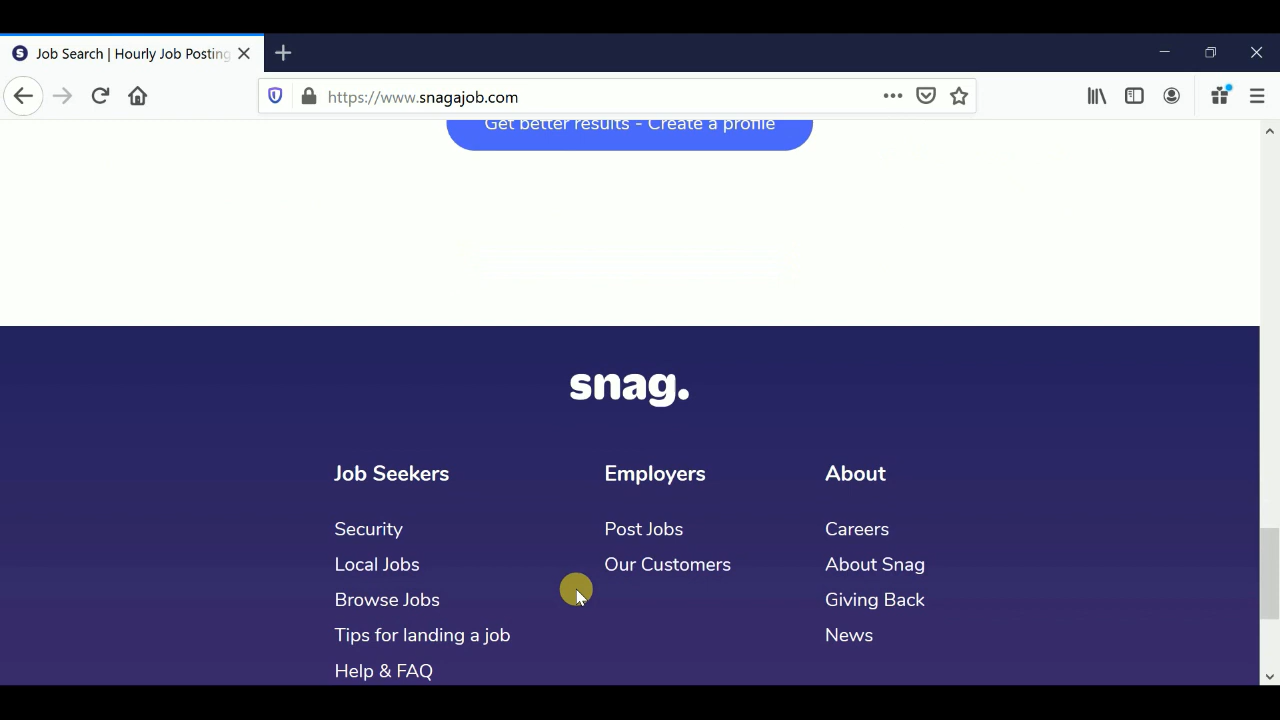 Job Search | Hourly Job Posting
https://www.snagajob.com
Get better results - Create a profile
snag.
Job Seekers
Security
Local Jobs
Browse Jobs
Tips for landing a job
Help & FAQ
Employers
Post Jobs
Our Customers
About
Careers
About Snag
Giving Back
News